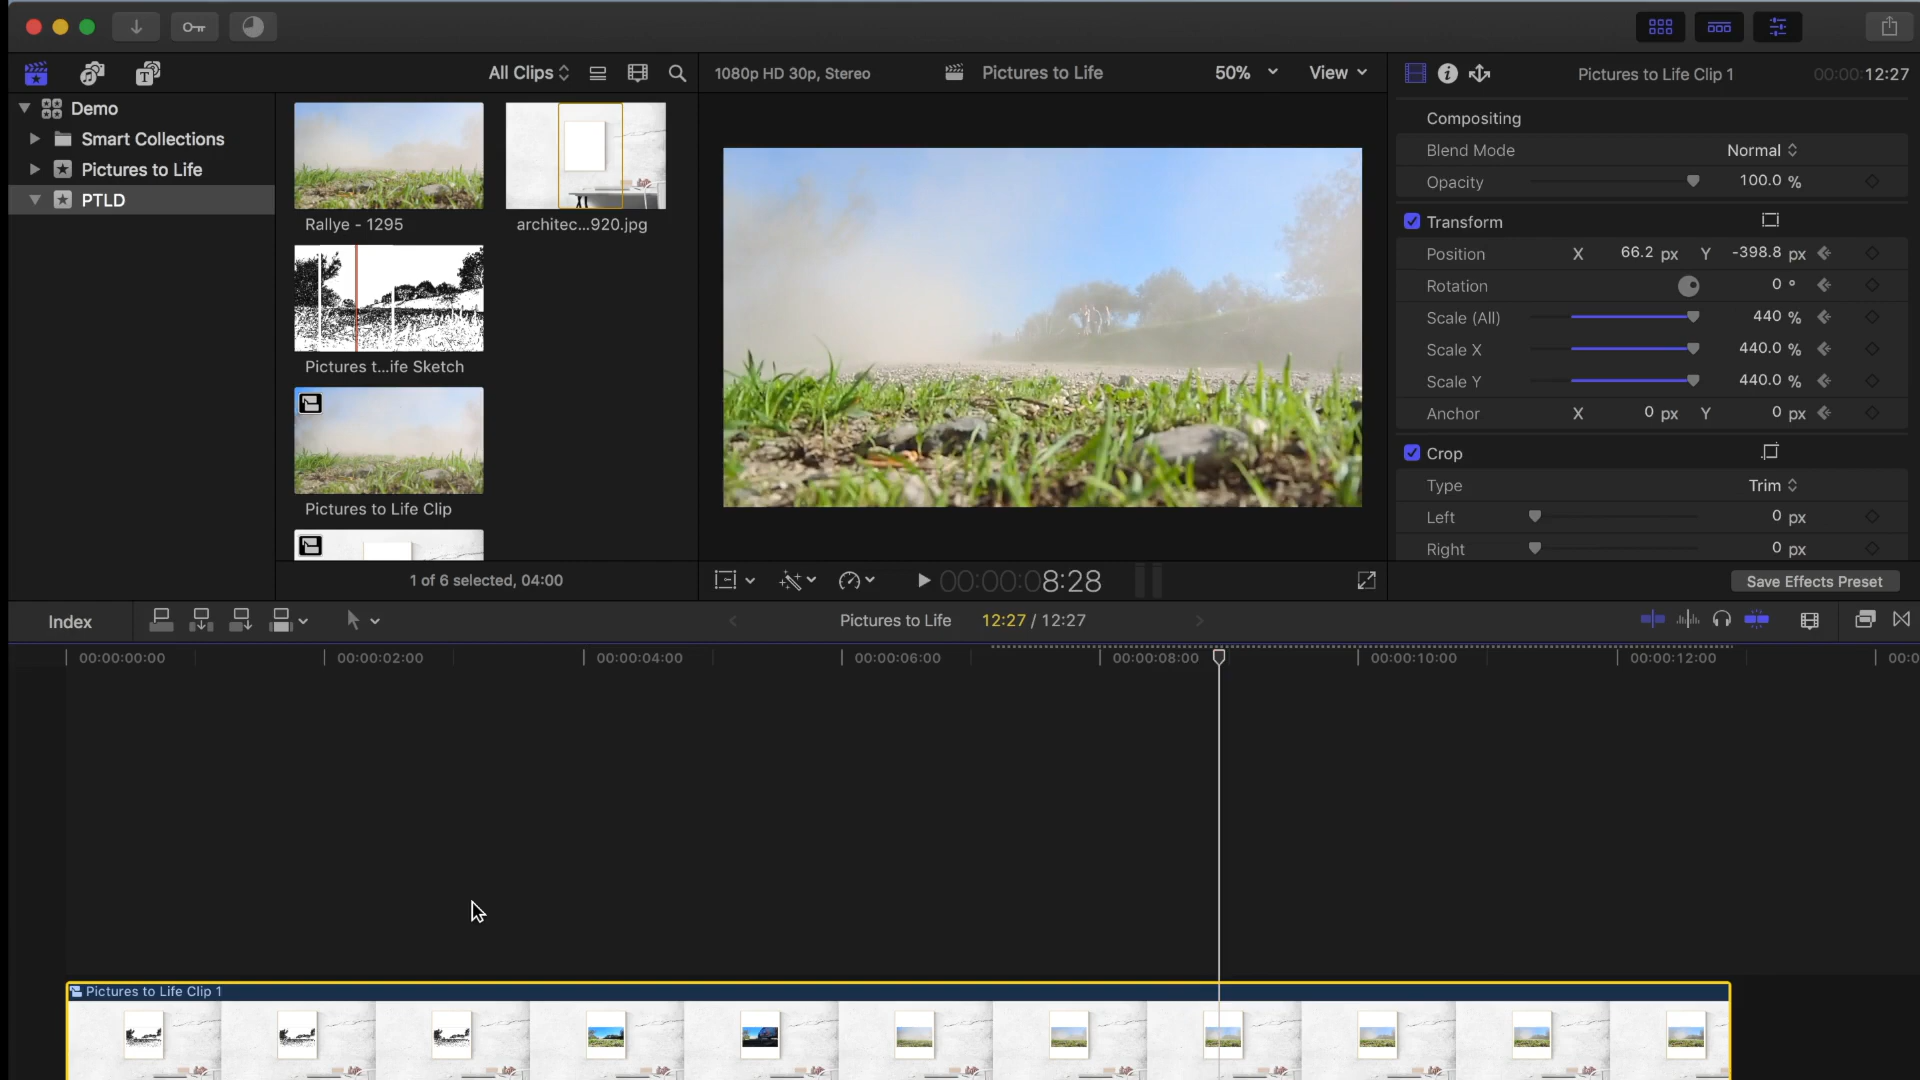 All Clips
1080p HD 30p, Stereo
Pictures to Life
50%
View
Pictures to Life Clip 1
00:00:12:27
Demo
Smart Collections
Pictures to Life
PTLD
Rallye - 1295
architec...920.jpg
Pictures t...ife Sketch
Pictures to Life Clip
1 of 6 selected, 04:00
00:00:08:28
Compositing
Blend Mode
Normal
Opacity
100.0 %
Transform
Position X 66.2 px Y -398.8 px
Rotation 0 °
Scale (All) 440 %
Scale X 440.0 %
Scale Y 440.0 %
Anchor X 0 px Y 0 px
Crop
Type Trim
Left 0 px
Right 0 px
Save Effects Preset
Index
Pictures to Life 12:27 / 12:27
00:00:00:00 00:00:02:00 00:00:04:00 00:00:06:00 00:00:08:00 00:00:10:00 00:00:12:00 00:0
Pictures to Life Clip 1